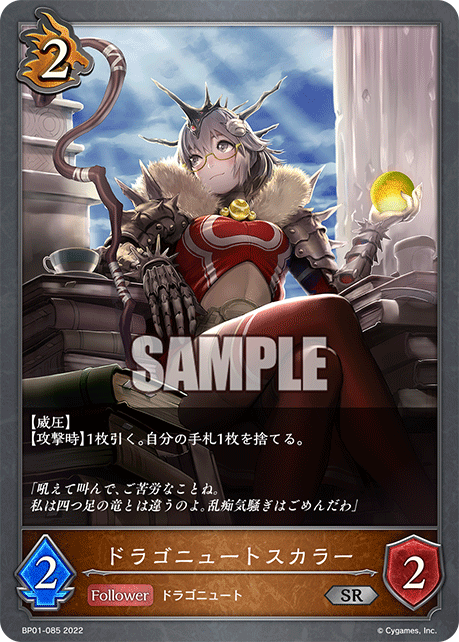 2
SAMPLE
【威圧】
【攻撃時】1枚引く。自分の手札1枚を捨てる。
「吼えて叫んで、ご苦労なことね。
私は四つ足の竜とは違うのよ。乱痴気騒ぎはごめんだわ」
ドラゴニュートスカラー
2
Follower ドラゴニュート
SR
2
BP01-085 2022
© Cygames, Inc.